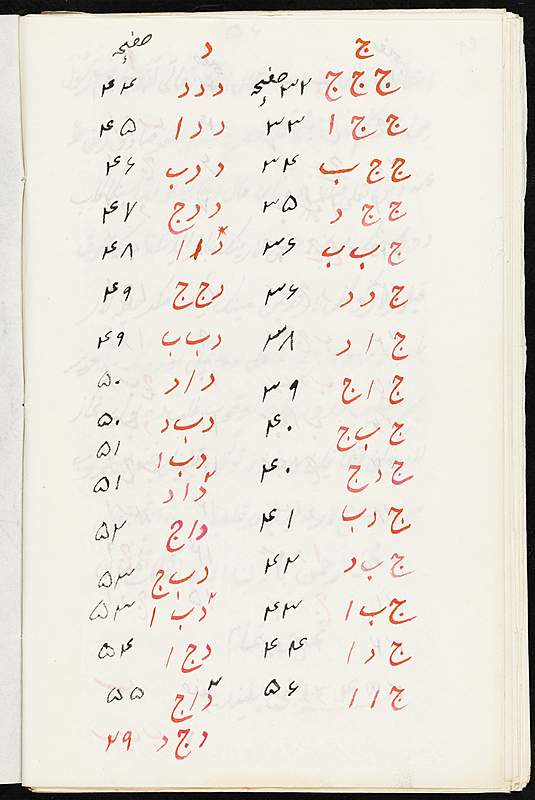 ج
ج ج ج صفحه ۳۲
ج ج ا ۳۳
ج ج ب ۳۴
ج ج د ۳۵
ج ب ب ۳۶
ج د د ۳۶
ج ا د ۳۸
ج ا ج ۳۹
ج ب ج ۴۰
ج د ج ۴۰
ج د ب ۴۱
ج ب د ۴۲
ج ب ا ۴۳
ج د ا ۴۴
ج ا ا ۵۶
د صفحه
د د د ۴۴
د د ا ۴۵
د د ب ۴۶
د د ج ۴۷
د ا ا ۴۸
د ج ج ۴۹
د ب ب ۴۹
د ا د ۵۰
د ب د ۵۰
د ب ا ۵۱
د ا د ۵۱
د ا ج ۵۲
د ب ج ۵۳
د ب ا ۵۳
د ج ا ۵۴
د ا ج ۵۵
د ج د ۲۹